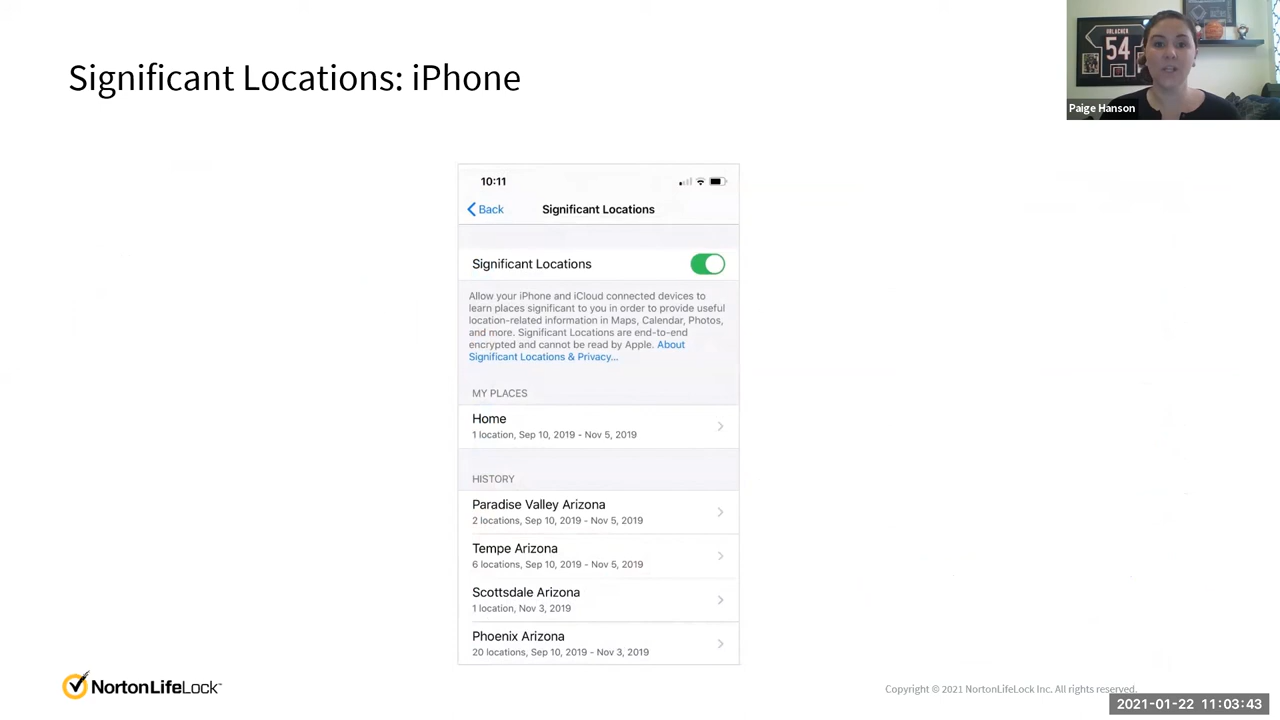 Significant Locations: iPhone
URLACHER
54
Paige Hanson
10:11
Back
Significant Locations
Significant Locations
Allow your iPhone and iCloud connected devices to
learn places significant to you in order to provide useful
location-related information in Maps, Calendar, Photos,
and more. Significant Locations are end-to-end
encrypted and cannot be read by Apple. About
Significant Locations & Privacy...
MY PLACES
Home
1 location, Sep 10, 2019 - Nov 5, 2019
HISTORY
Paradise Valley Arizona
2 locations, Sep 10, 2019 - Nov 5, 2019
Tempe Arizona
6 locations, Sep 10, 2019 - Nov 5, 2019
Scottsdale Arizona
1 location, Nov 3, 2019
Phoenix Arizona
20 locations, Sep 10, 2019 - Nov 3, 2019
NortonLifeLock™
Copyright © 2021 NortonLifeLock Inc. All rights reserved.
2021-01-22 11:03:43